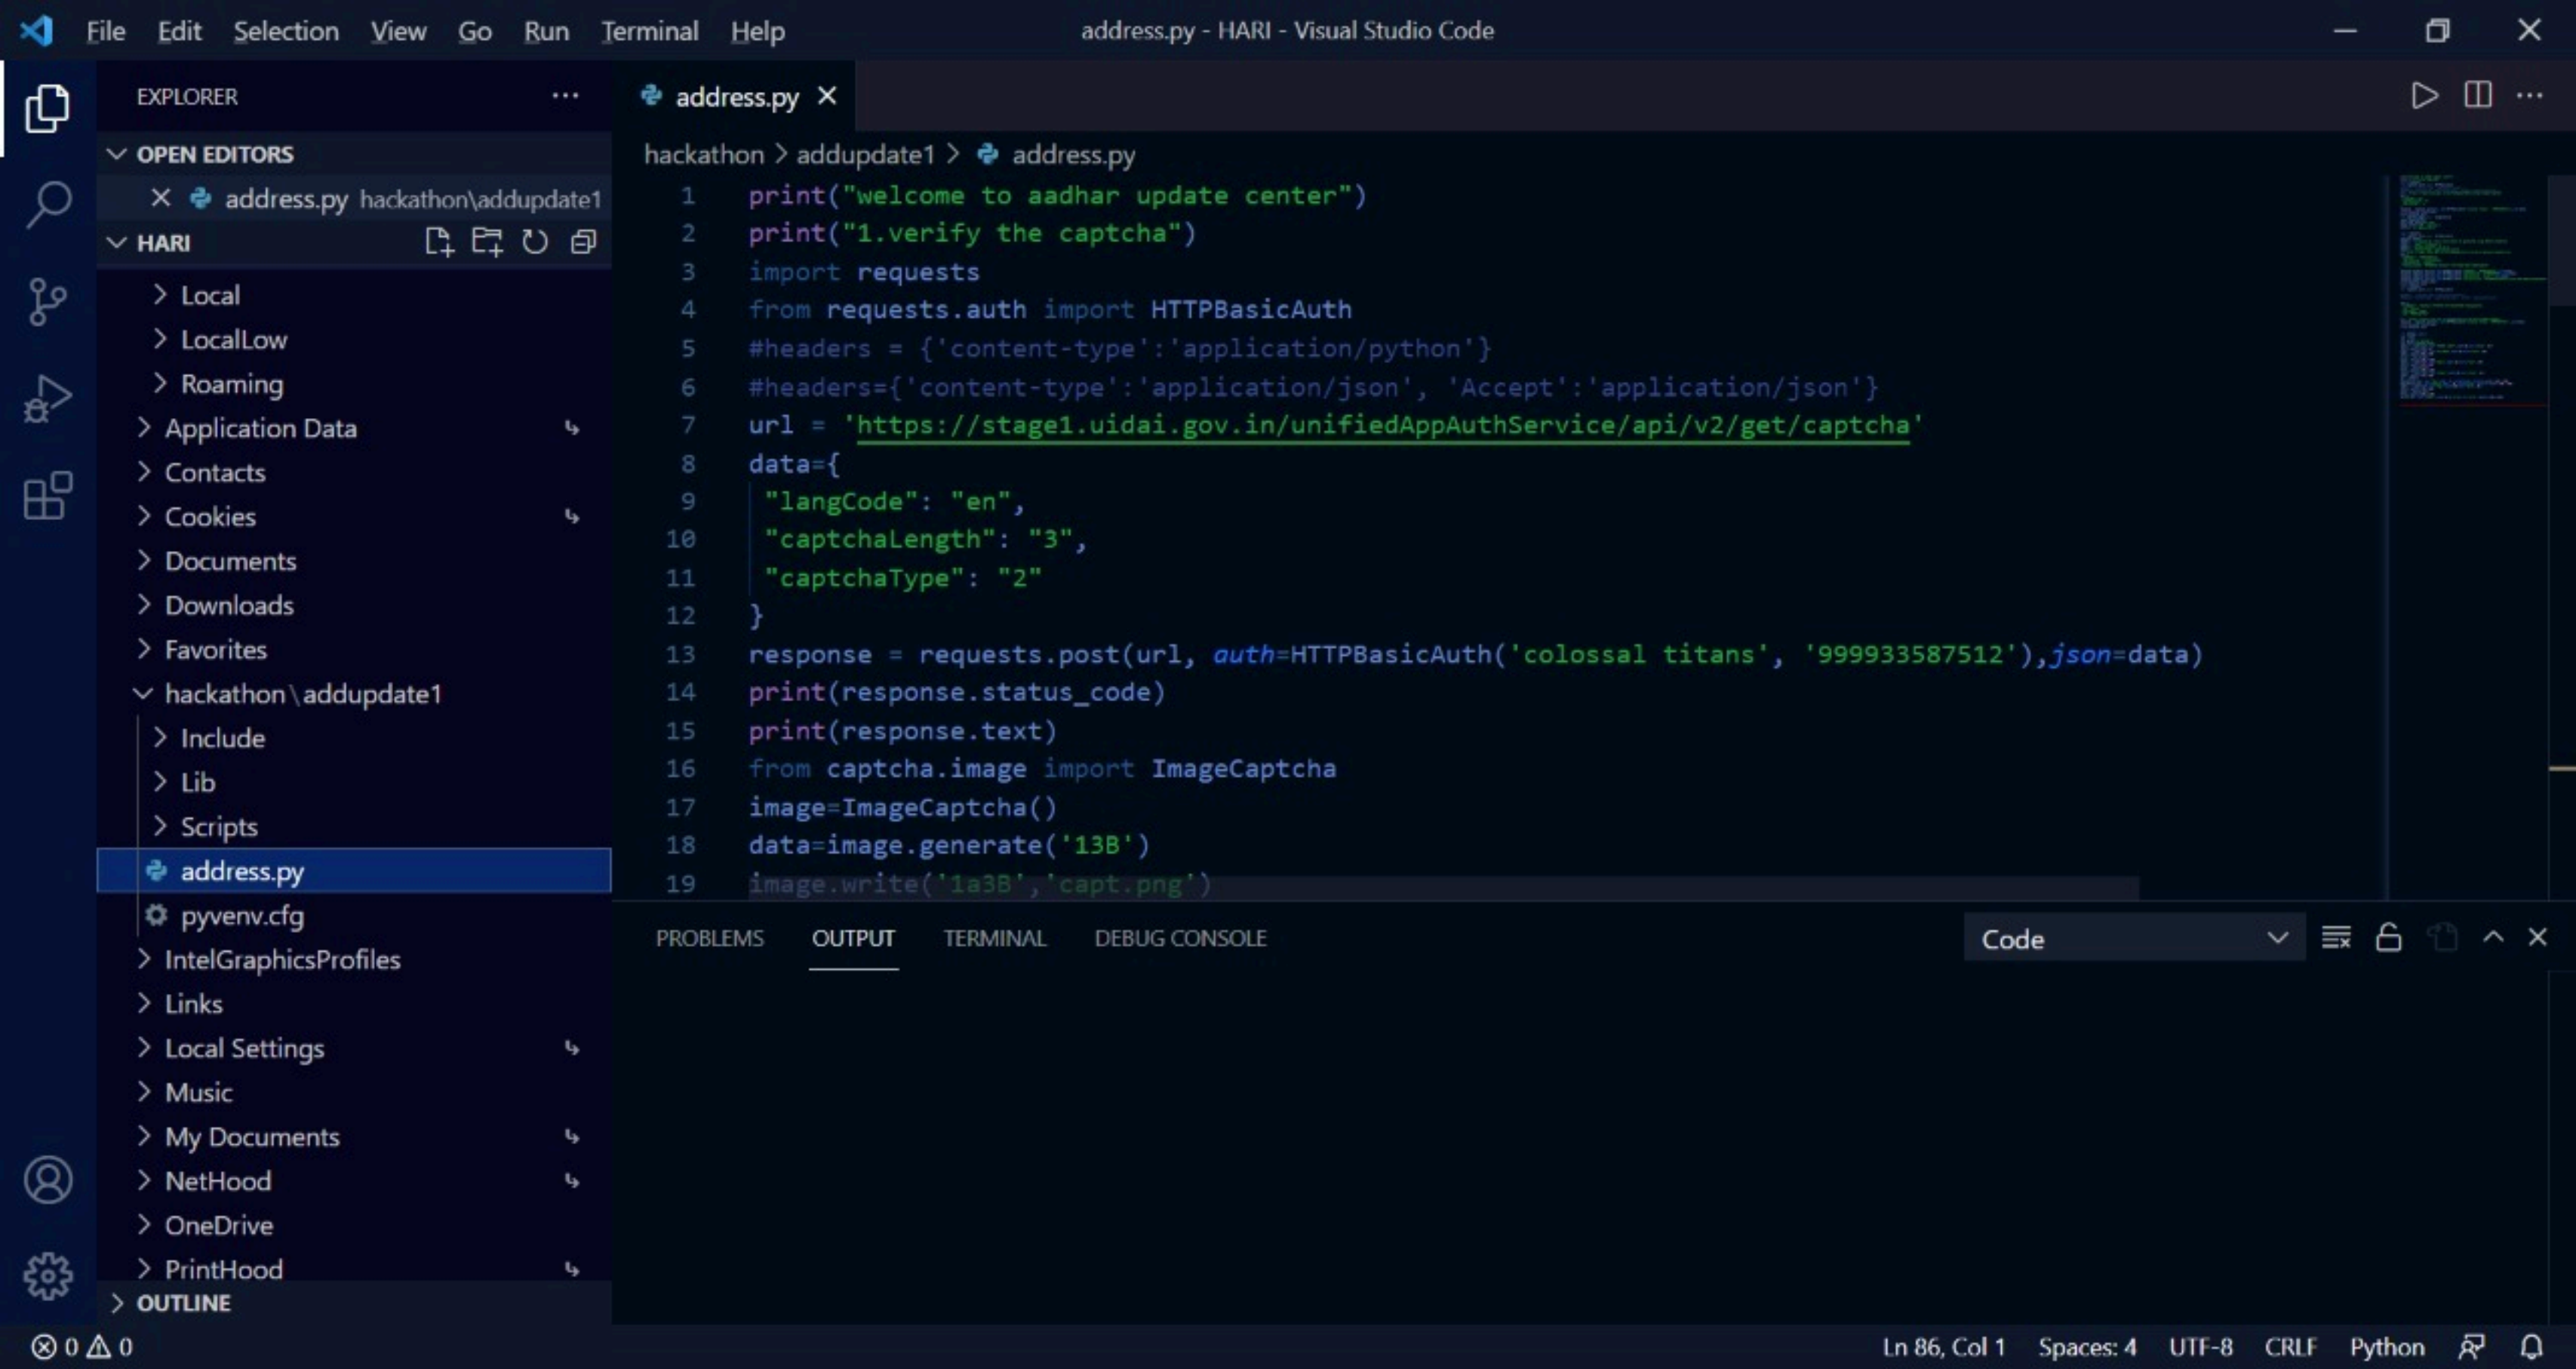 File Edit Selection View Go Run Terminal Help
address.py - HARI - Visual Studio Code
EXPLORER
OPEN EDITORS
address.py hackathon\addupdate1
HARI
Local
LocalLow
Roaming
Application Data
Contacts
Cookies
Documents
Downloads
Favorites
hackathon\addupdate1
Include
Lib
Scripts
address.py
pyvenv.cfg
IntelGraphicsProfiles
Links
Local Settings
Music
My Documents
NetHood
OneDrive
PrintHood
OUTLINE
address.py
hackathon > addupdate1 > address.py
1 print("welcome to aadhar update center")
2 print("1.verify the captcha")
3 import requests
4 from requests.auth import HTTPBasicAuth
5 #headers = {'content-type':'application/python'}
6 #headers={'content-type':'application/json', 'Accept':'application/json'}
7 url = 'https://stage1.uidai.gov.in/unifiedAppAuthService/api/v2/get/captcha'
8 data={
9 "langCode": "en",
10 "captchaLength": "3",
11 "captchaType": "2"
12 }
13 response = requests.post(url, auth=HTTPBasicAuth('colossal titans', '999933587512'),json=data)
14 print(response.status_code)
15 print(response.text)
16 from captcha.image import ImageCaptcha
17 image=ImageCaptcha()
18 data=image.generate('13B')
19 image.write('1a3B','capt.png')
PROBLEMS OUTPUT TERMINAL DEBUG CONSOLE
Code
0 0
Ln 86, Col 1 Spaces: 4 UTF-8 CRLF Python